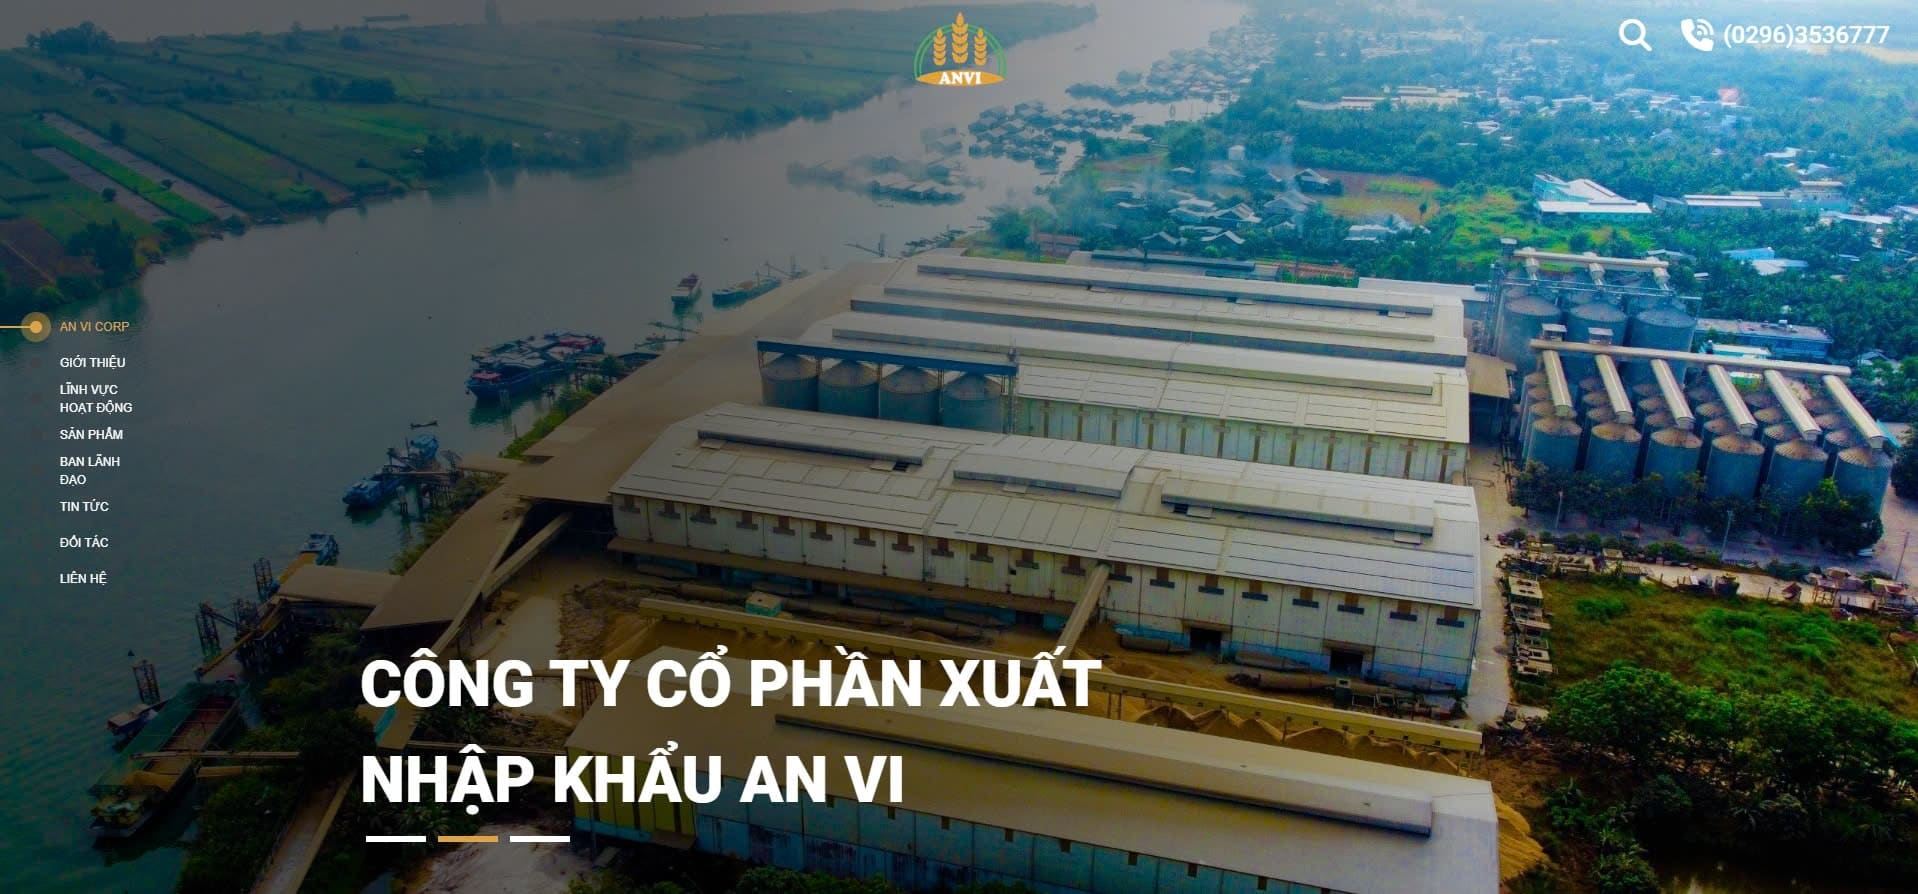 ANVI
(0296)3536777
AN VI CORP
GIỚI THIỆU
LĨNH VỰC
HOẠT ĐỘNG
SẢN PHẨM
BAN LÃNH
ĐẠO
TIN TỨC
ĐỐI TÁC
LIÊN HỆ
CÔNG TY CỔ PHẦN XUẤT
NHẬP KHẨU AN VI